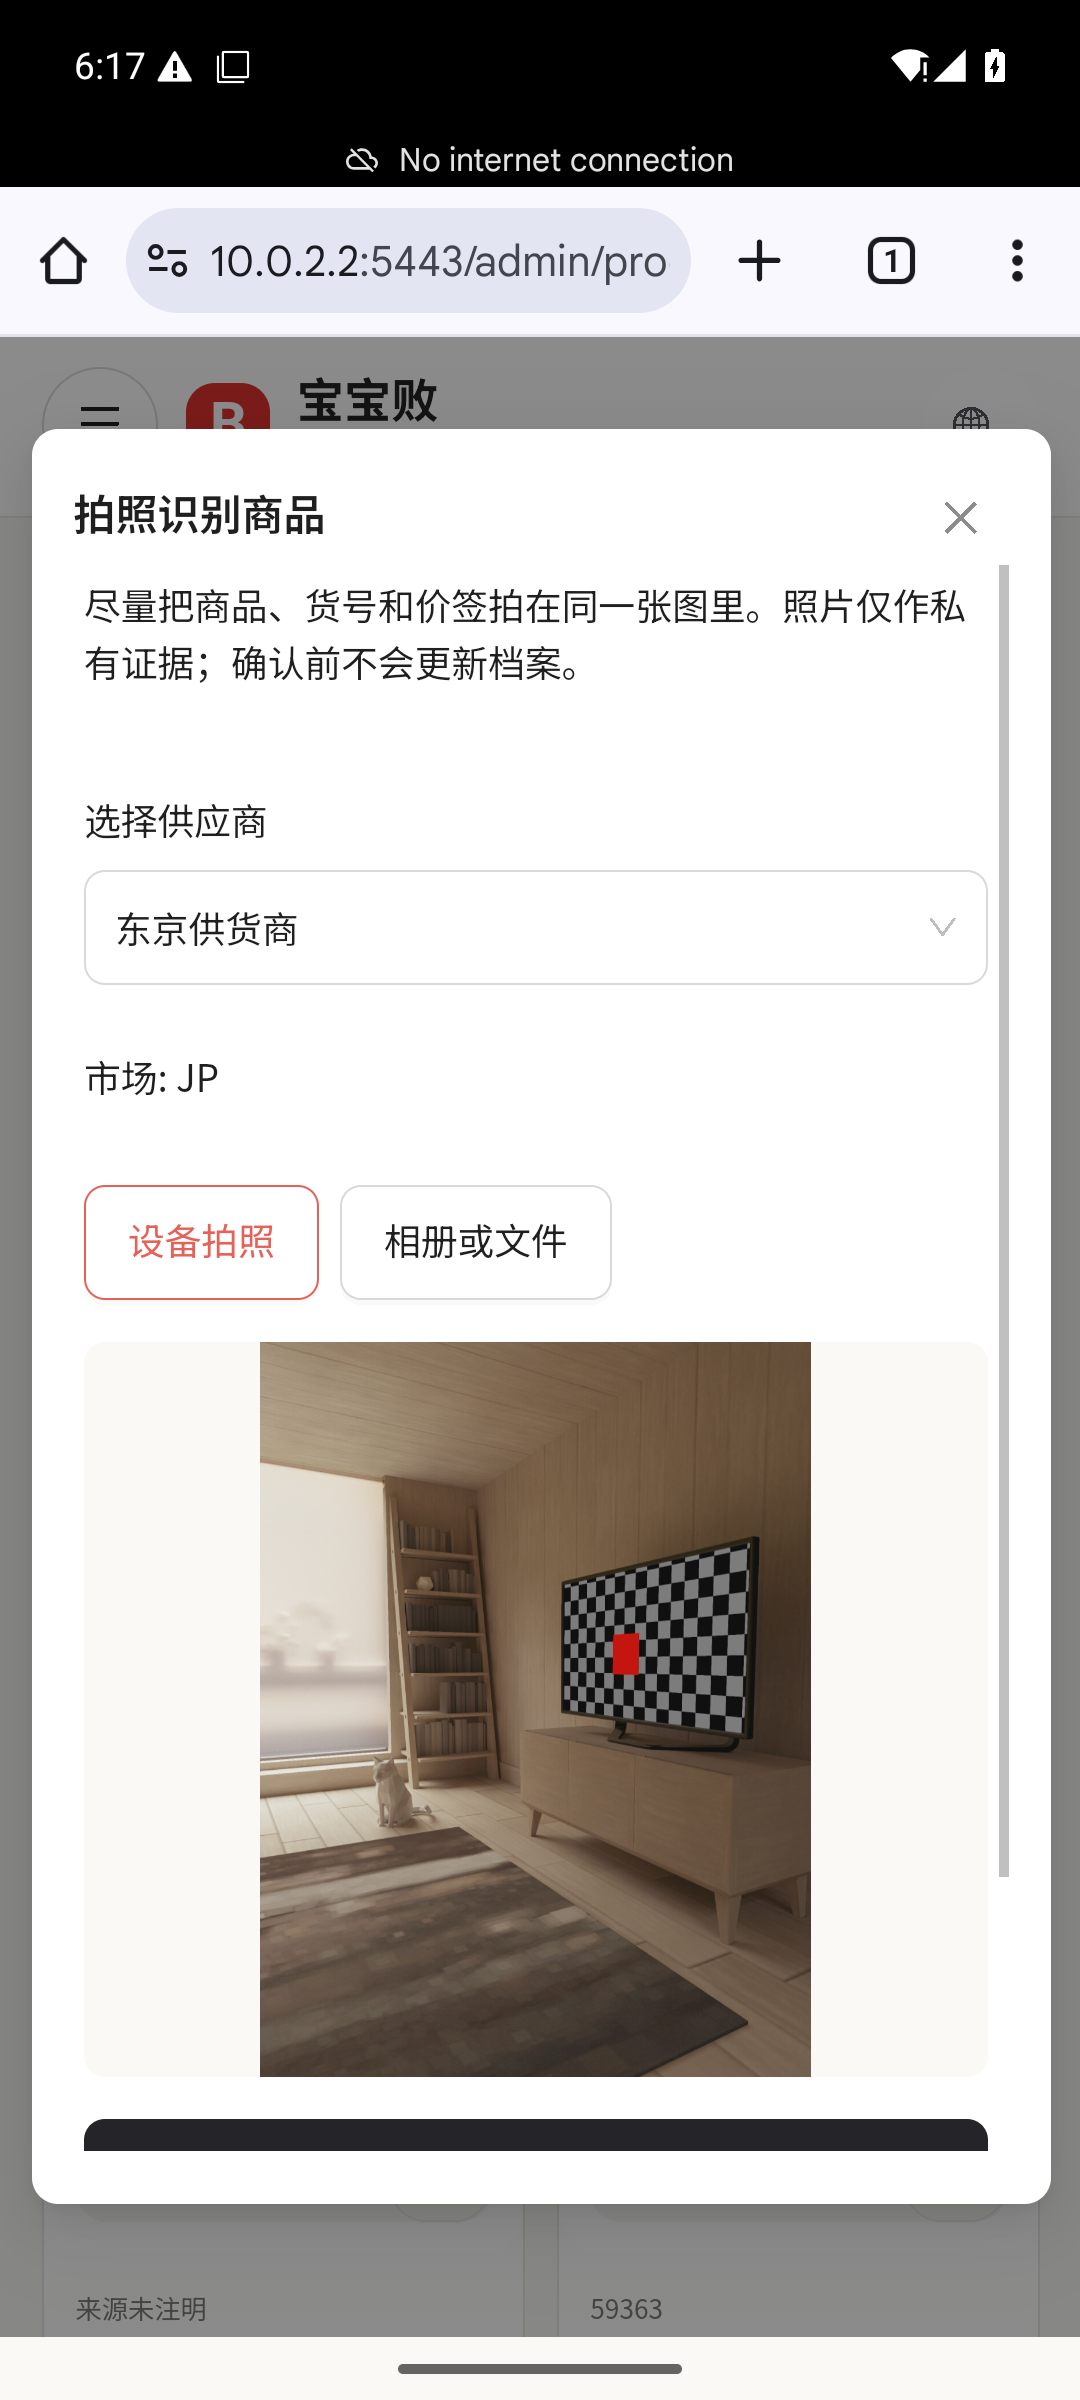 6:17
No internet connection
10.0.2.2:5443/admin/pro
B
宝宝败
拍照识别商品
尽量把商品、货号和价签拍在同一张图里。照片仅作私
有证据；确认前不会更新档案。
选择供应商
东京供货商
市场: JP
设备拍照
相册或文件
来源未注明
59363